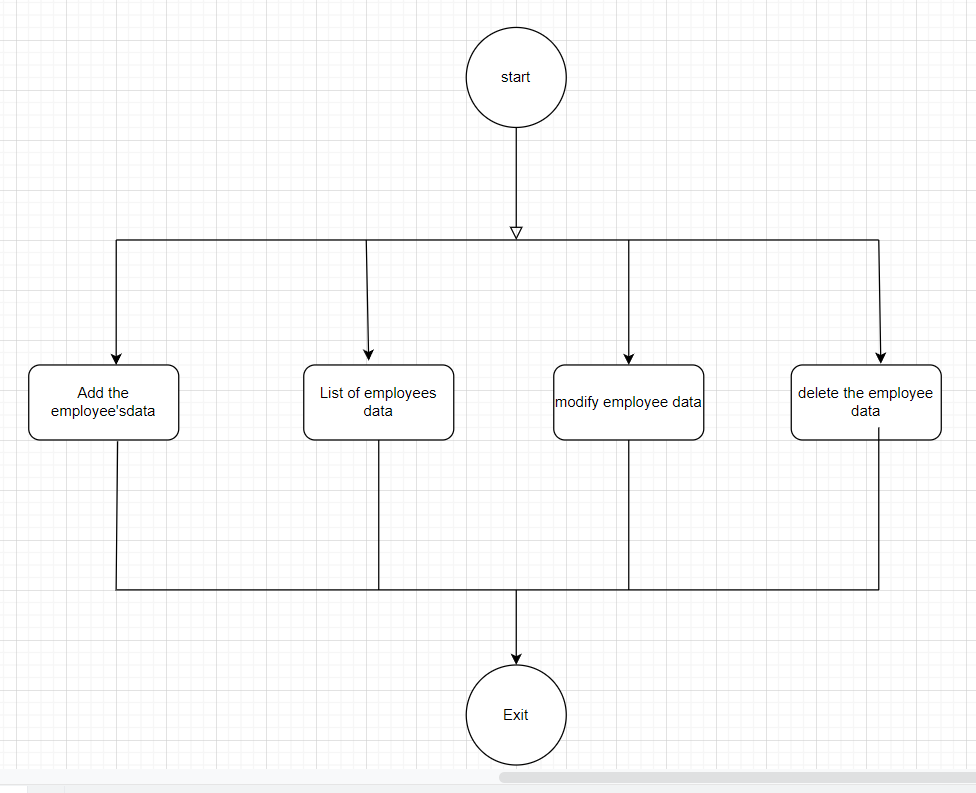 start
Add the
employee'sdata
List of employees
data
modify employee data
delete the employee
data
Exit